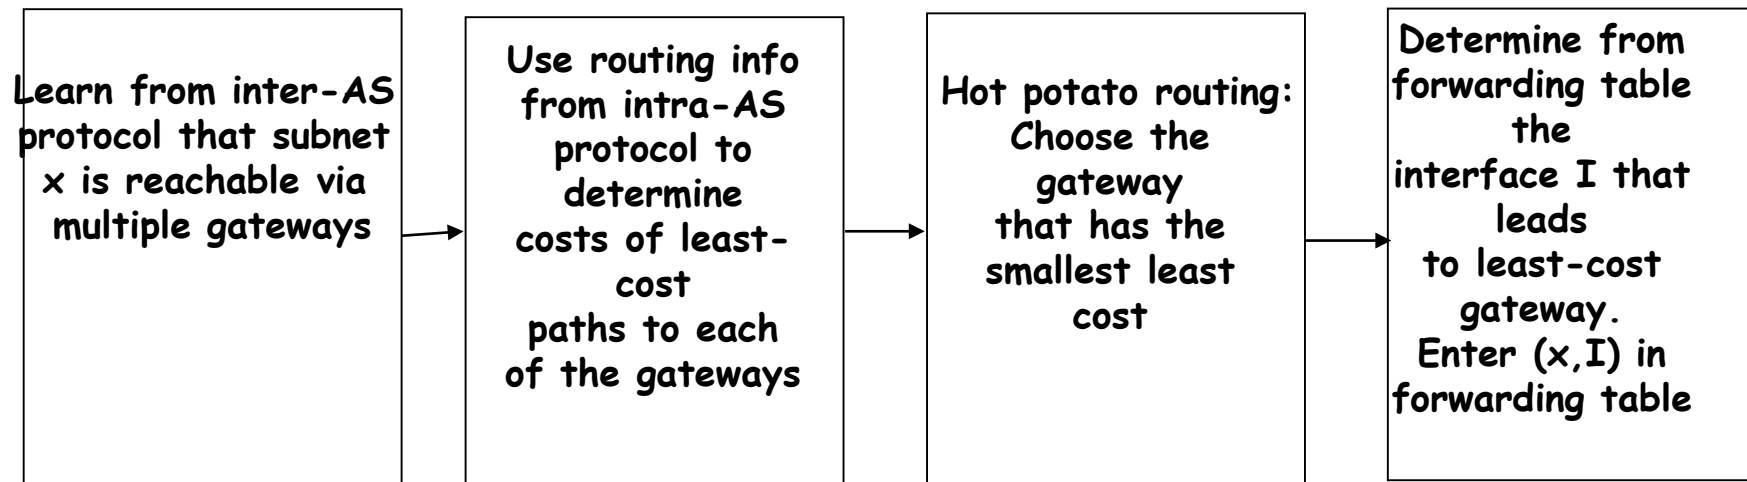 Learn from inter-AS
protocol that subnet
x is reachable via
multiple gateways
Use routing info
from intra-AS
protocol to
determine
costs of least-
cost
paths to each
of the gateways
Hot potato routing:
Choose the
gateway
that has the
smallest least
cost
Determine from
forwarding table
the
interface I that
leads
to least-cost
gateway.
Enter (x,I) in
forwarding table